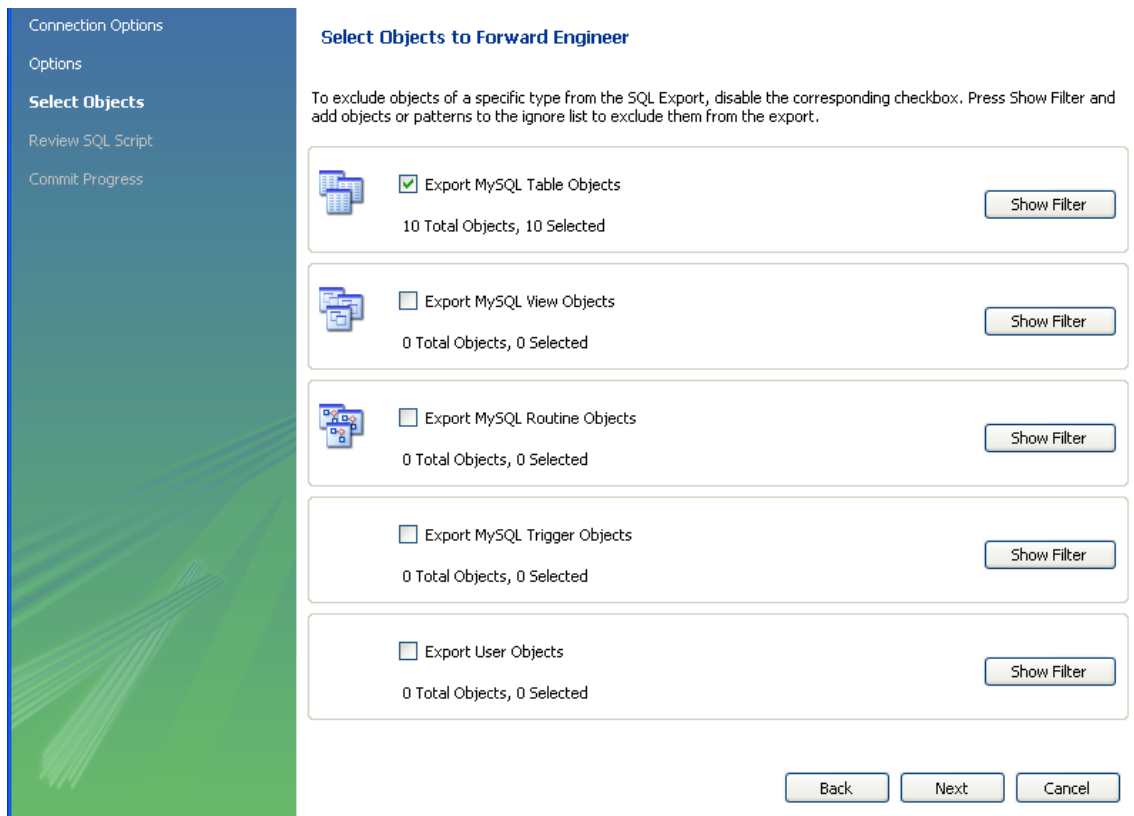 Connection Options
Options
Select Objects
Review SQL Script
Commit Progress
Select Objects to Forward Engineer
To exclude objects of a specific type from the SQL Export, disable the corresponding checkbox. Press Show Filter and
add objects or patterns to the ignore list to exclude them from the export.
Export MySQL Table Objects
10 Total Objects, 10 Selected
Show Filter
Export MySQL View Objects
0 Total Objects, 0 Selected
Show Filter
Export MySQL Routine Objects
0 Total Objects, 0 Selected
Show Filter
Export MySQL Trigger Objects
0 Total Objects, 0 Selected
Show Filter
Export User Objects
0 Total Objects, 0 Selected
Show Filter
Back Next Cancel